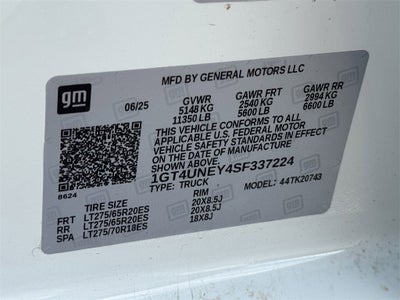 gm
MFD BY GENERAL MOTORS LLC
06/25 GVWR GAWR FRT GAWR RR
5148 KG 2540 KG 2994 KG
11350 LB 5600 LB 6600 LB
THIS VEHICLE CONFORMS TO ALL
APPLICABLE U.S. FEDERAL MOTOR
VEHICLE SAFETY STANDARDS IN EFFECT ON
THE DATE OF MANUFACTURE SHOWN ABOVE.
1GT4UNEY4SF337224
8624 TYPE: TRUCK MODEL: 44TK20743
TIRE SIZE RIM
FRT LT275/65R20ES 20X8.5J
RR LT275/65R20ES 20X8.5J
SPA LT275/70R18ES 18X8J